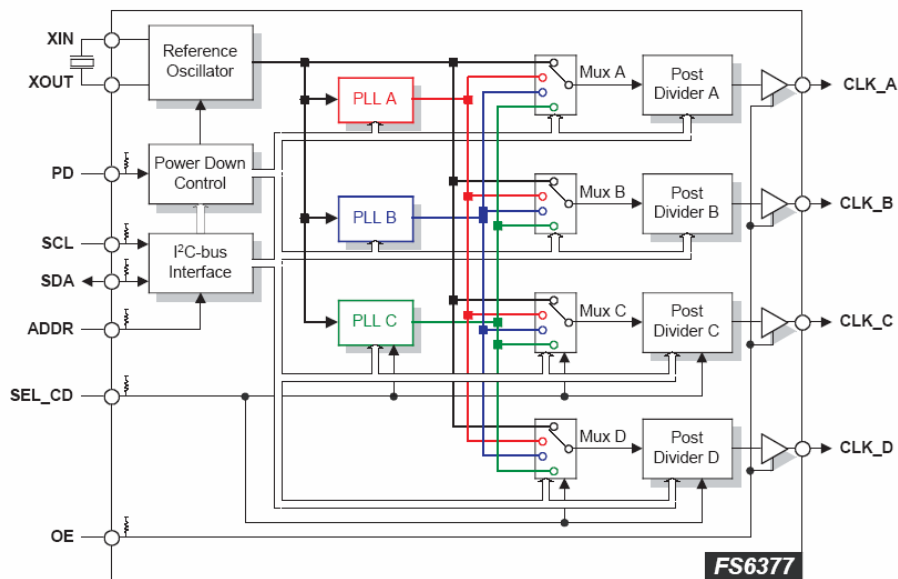 XIN
XOUT
PD
SCL
SDA
ADDR
SEL_CD
OE
Reference
Oscillator
Power Down
Control
I²C-bus
Interface
PLL A
PLL B
PLL C
Mux A
Post
Divider A
CLK_A
Mux B
Post
Divider B
CLK_B
Mux C
Post
Divider C
CLK_C
Mux D
Post
Divider D
CLK_D
FS6377